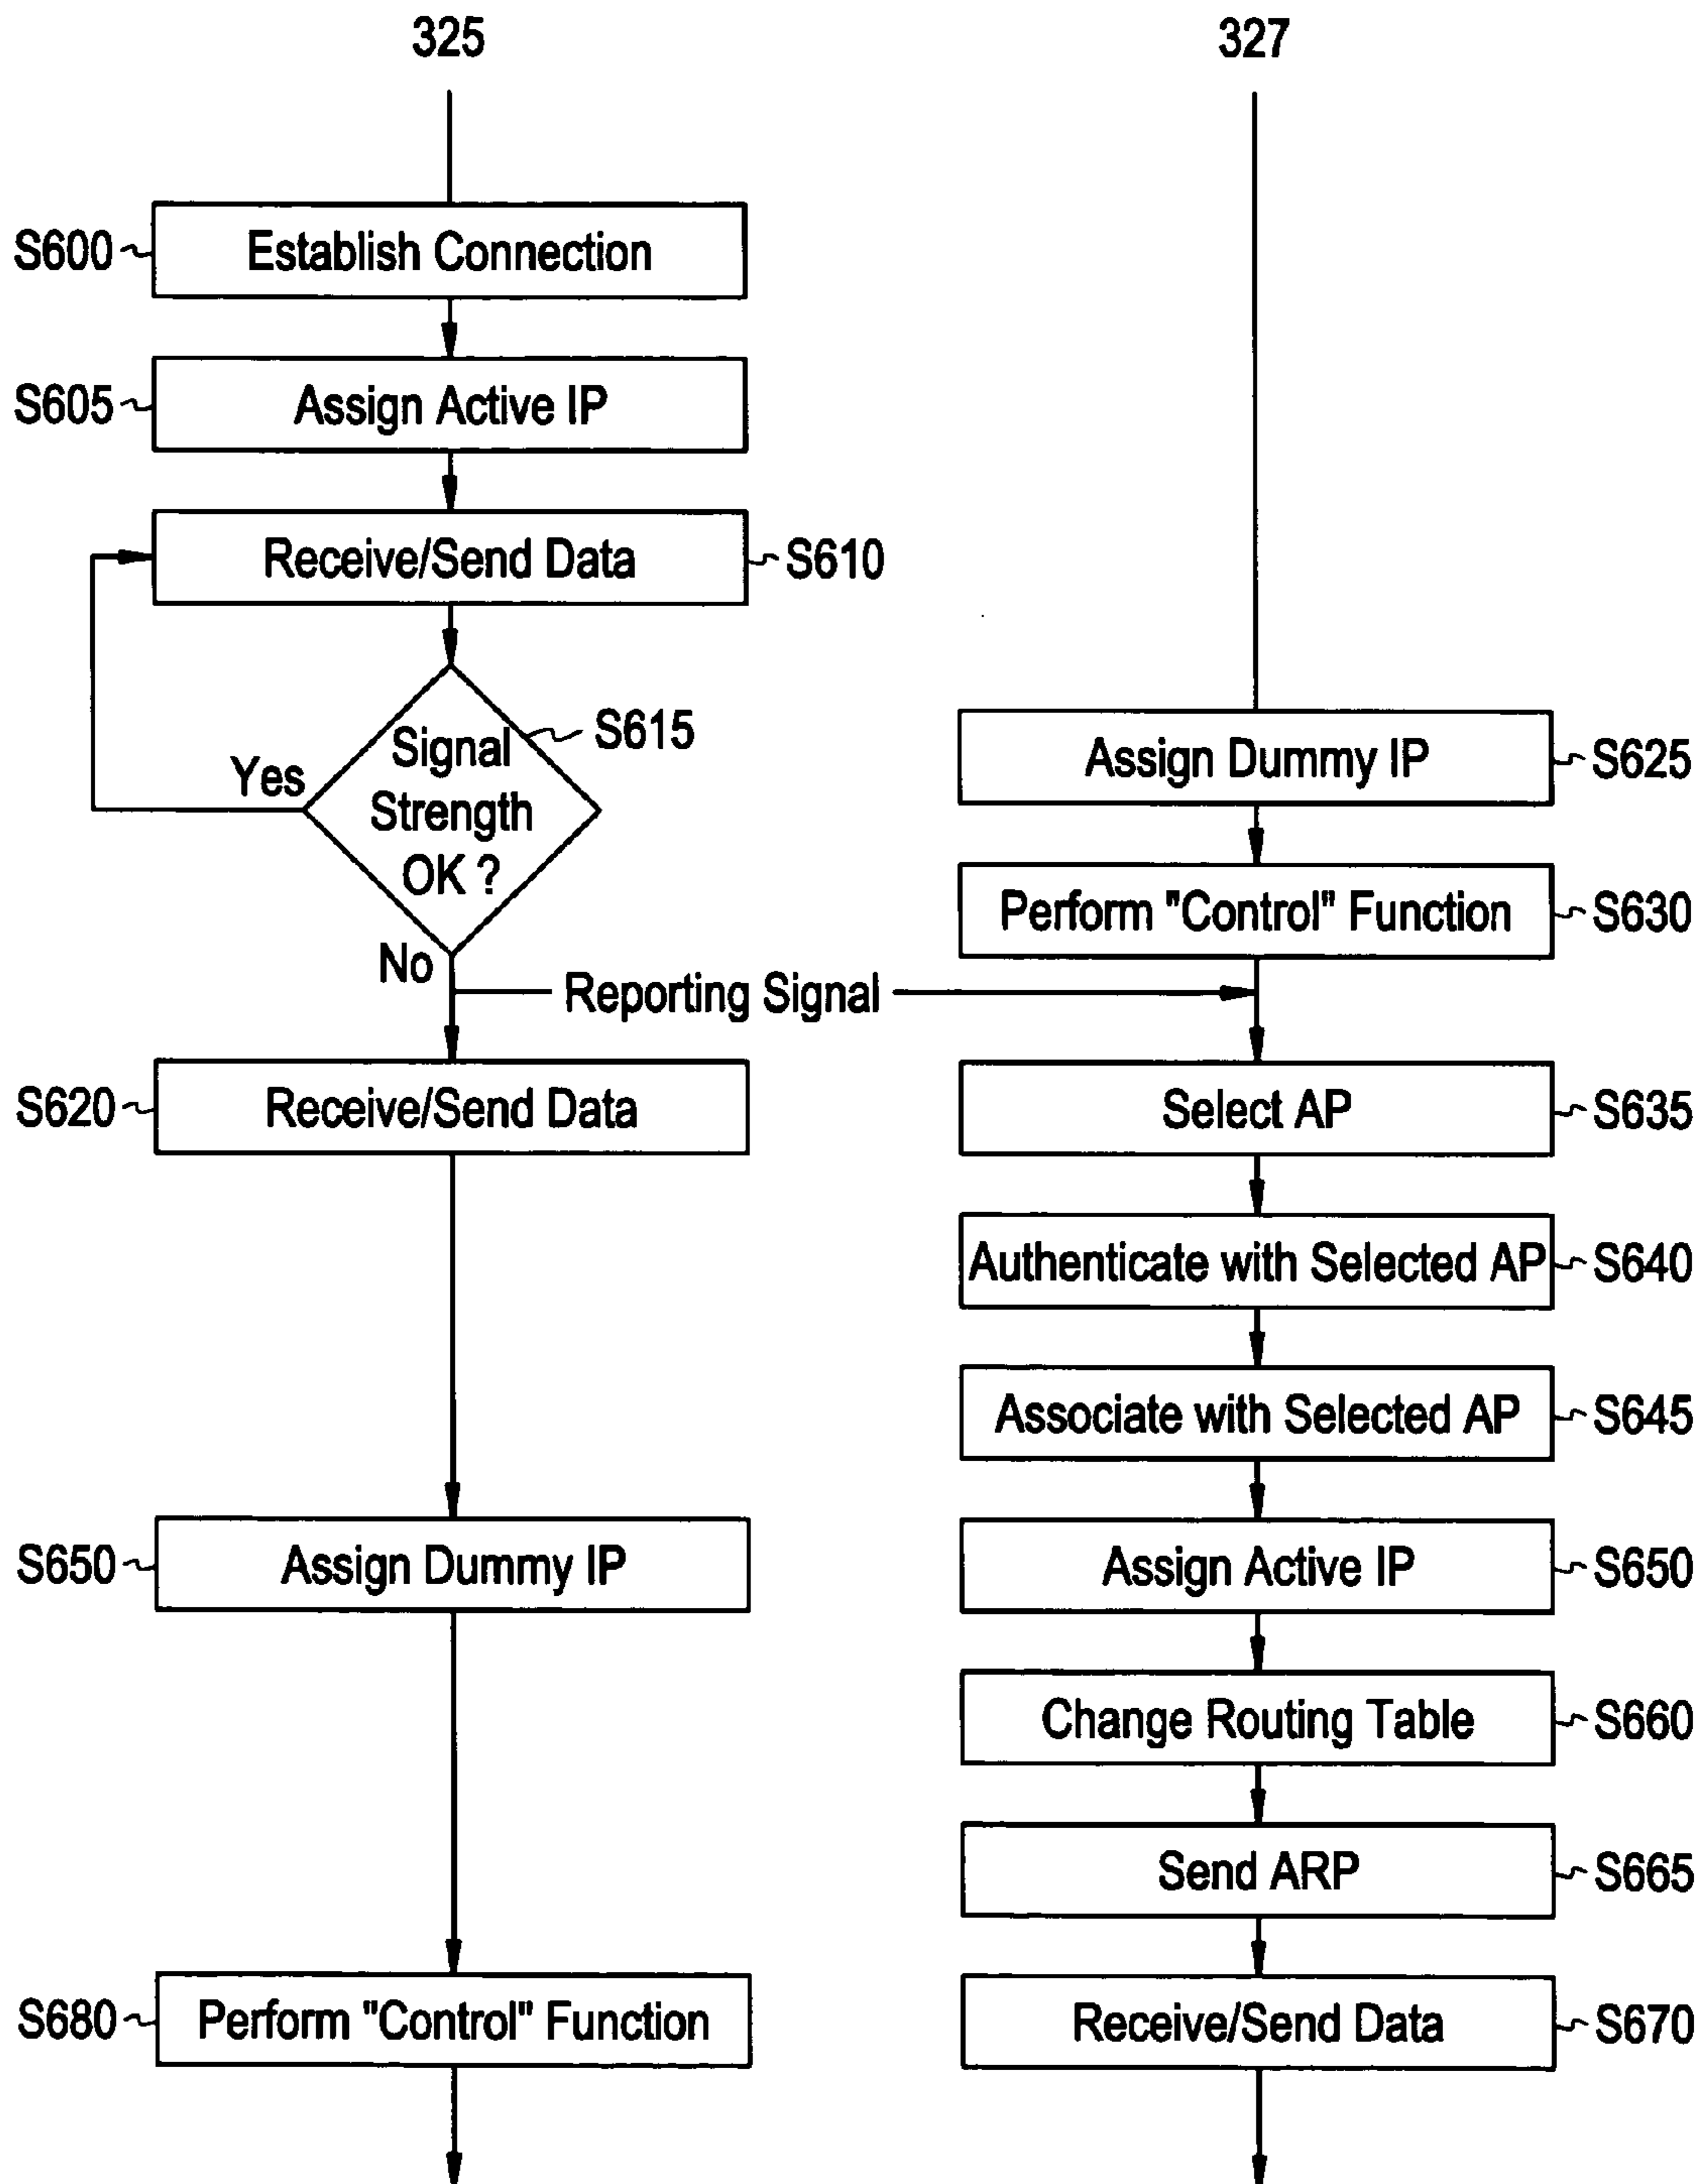 325
327
S600
Establish Connection
S605
Assign Active IP
Receive/Send Data
S610
Signal
Strength
OK ?
S615
Yes
No
Assign Dummy IP
S625
Perform "Control" Function
S630
Reporting Signal
S620
Receive/Send Data
Select AP
S635
Authenticate with Selected AP
S640
Associate with Selected AP
S645
S650
Assign Dummy IP
Assign Active IP
S650
Change Routing Table
S660
Send ARP
S665
S680
Perform "Control" Function
Receive/Send Data
S670